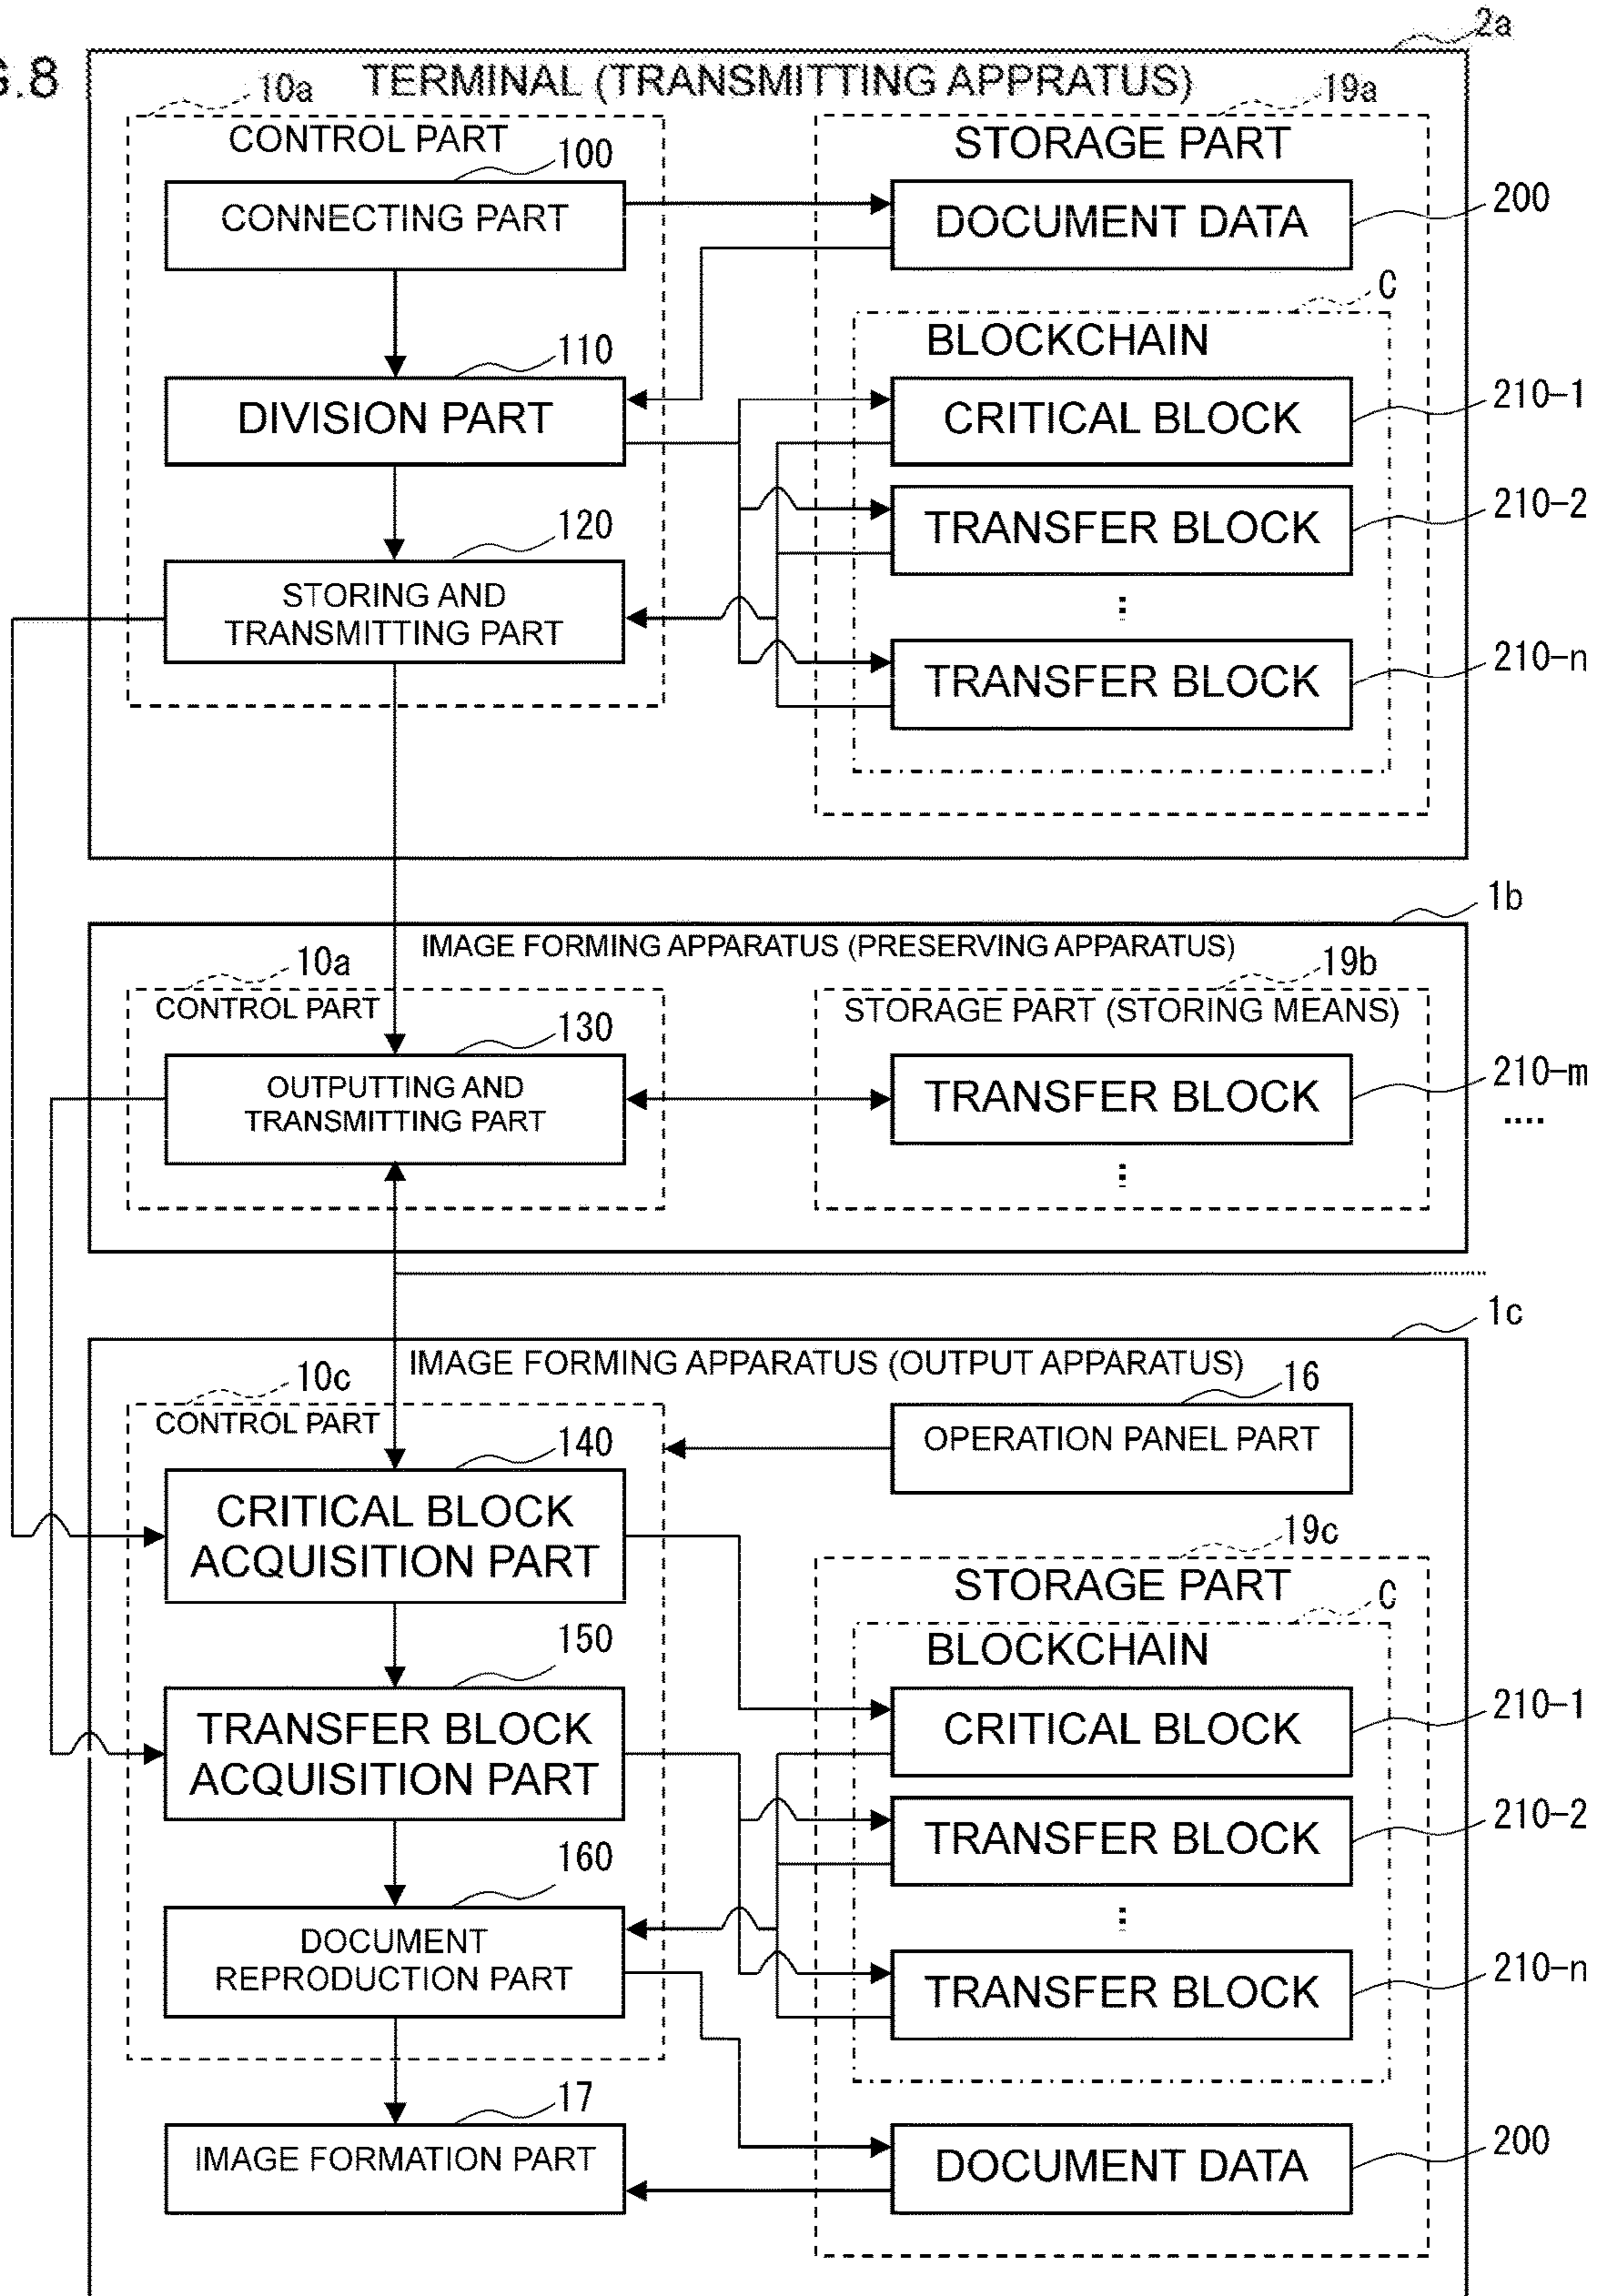 G.8
2a
TERMINAL (TRANSMITTING APPRATUS)
10a
19a
CONTROL PART
STORAGE PART
100
CONNECTING PART
DOCUMENT DATA
200
C
BLOCKCHAIN
110
DIVISION PART
CRITICAL BLOCK
210-1
TRANSFER BLOCK
210-2
120
STORING AND
TRANSMITTING PART
⋮
TRANSFER BLOCK
210-n
1b
IMAGE FORMING APPARATUS (PRESERVING APPARATUS)
10a
19b
CONTROL PART
STORAGE PART (STORING MEANS)
130
OUTPUTTING AND
TRANSMITTING PART
TRANSFER BLOCK
210-m
....
⋮
1c
IMAGE FORMING APPARATUS (OUTPUT APPARATUS)
10c
16
CONTROL PART
OPERATION PANEL PART
140
CRITICAL BLOCK
ACQUISITION PART
19c
STORAGE PART
C
BLOCKCHAIN
150
TRANSFER BLOCK
ACQUISITION PART
CRITICAL BLOCK
210-1
TRANSFER BLOCK
210-2
160
DOCUMENT
REPRODUCTION PART
⋮
TRANSFER BLOCK
210-n
17
IMAGE FORMATION PART
DOCUMENT DATA
200